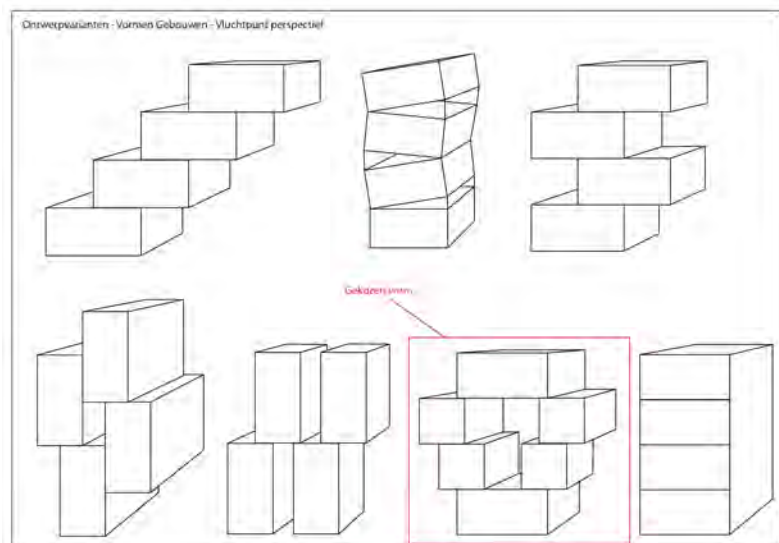 Ontwerpvarianten - Vormen Gebouwen - Vluchtpunt perspectief
Gekozen vorm